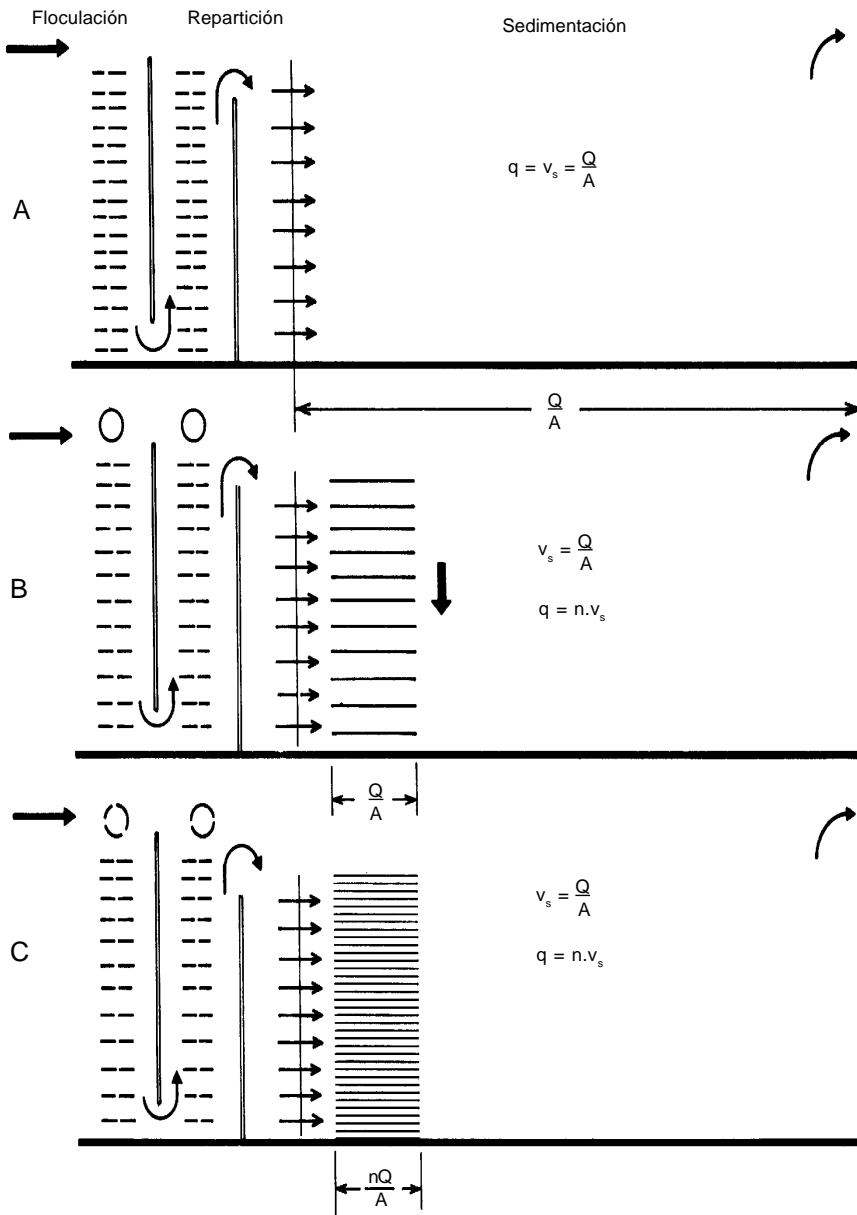 Floculación Repartición Sedimentación
A
q = vₛ = Q/A
Q/A
B
vₛ = Q/A
q = n.vₛ
Q/A
C
vₛ = Q/A
q = n.vₛ
nQ/A